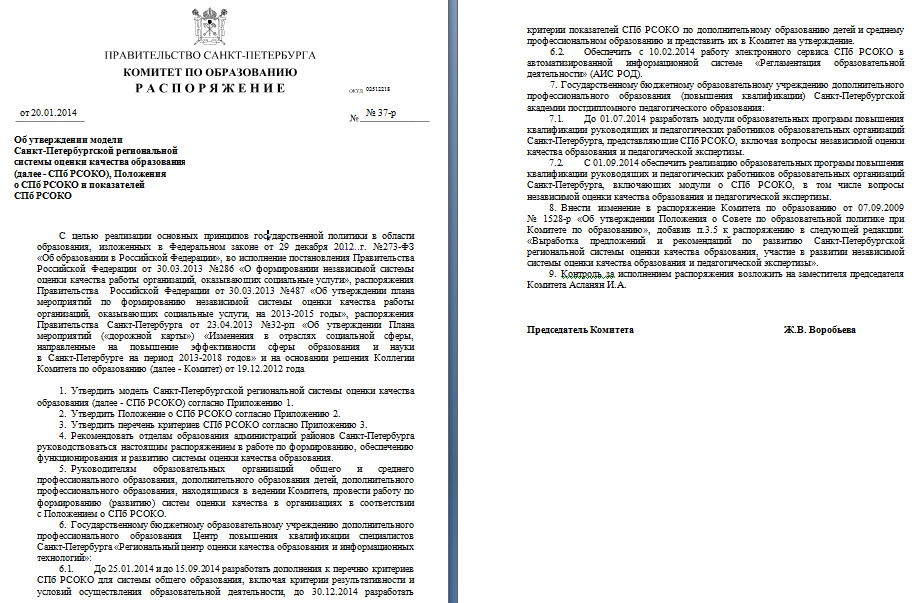 ПРАВИТЕЛЬСТВО САНКТ-ПЕТЕРБУРГА
КОМИТЕТ ПО ОБРАЗОВАНИЮ
РАСПОРЯЖЕНИЕ
ОКУД 02512218
от 20.01.2014
№ № 37-р
Об утверждении модели
Санкт-Петербургской региональной
системы оценки качества образования
(далее - СПб РСОКО), Положения
о СПб РСОКО и показателей
СПб РСОКО
С целью реализации основных принципов государственной политики в области
образования, изложенных в Федеральном законе от 29 декабря 2012..г. №273-ФЗ
«Об образовании в Российской Федерации», во исполнение постановления Правительства
Российской Федерации от 30.03.2013 №286 «О формировании независимой системы
оценки качества работы организаций, оказывающих социальные услуги», распоряжения
Правительства Российской Федерации от 30.03.2013 №487 «Об утверждении плана
мероприятий по формированию независимой системы оценки качества работы
организаций, оказывающих социальные услуги, на 2013-2015 годы», распоряжения
Правительства Санкт-Петербурга от 23.04.2013 №32-рп «Об утверждении Плана
мероприятий («дорожной карты») «Изменения в отраслях социальной сферы,
направленные на повышение эффективности сферы образования и науки
в Санкт-Петербурге на период 2013-2018 годов» и на основании решения Коллегии
Комитета по образованию (далее - Комитет) от 19.12.2012 года
1. Утвердить модель Санкт-Петербургской региональной системы оценки качества
образования (далее - СПб РСОКО) согласно Приложению 1.
2. Утвердить Положение о СПб РСОКО согласно Приложению 2.
3. Утвердить перечень критериев СПб РСОКО согласно Приложению 3.
4. Рекомендовать отделам образования администраций районов Санкт-Петербурга
руководствоваться настоящим распоряжением в работе по формированию, обеспечению
функционирования и развитию системы оценки качества образования.
5. Руководителям образовательных организаций общего и среднего
профессионального образования, дополнительного образования детей, дополнительного
профессионального образования, находящимся в ведении Комитета, провести работу по
формированию (развитию) систем оценки качества в организациях в соответствии
с Положением о СПб РСОКО.
6. Государственному бюджетному образовательному учреждению дополнительного
профессионального образования Центр повышения квалификации специалистов
Санкт-Петербурга «Региональный центр оценки качества образования и информационных
технологий»:
6.1. До 25.01.2014 и до 15.09.2014 разработать дополнения к перечню критериев
СПб РСОКО для системы общего образования, включая критерии результативности и
условий осуществления образовательной деятельности, до 30.12.2014 разработать
критерии показателей СПб РСОКО по дополнительному образованию детей и среднему
профессиональном образованию и представить их в Комитет на утверждение.
6.2. Обеспечить с 10.02.2014 работу электронного сервиса СПб РСОКО в
автоматизированной информационной системе «Регламентация образовательной
деятельности» (АИС РОД).
7. Государственному бюджетному образовательному учреждению дополнительного
профессионального образования (повышения квалификации) Санкт-Петербургской
академии постдипломного педагогического образования:
7.1. До 01.07.2014 разработать модули образовательных программ повышения
квалификации руководящих и педагогических работников образовательных организаций
Санкт-Петербурга, представляющие СПб РСОКО, включая вопросы независимой оценки
качества образования и педагогической экспертизы.
7.2. С 01.09.2014 обеспечить реализацию образовательных программ повышения
квалификации руководящих и педагогических работников образовательных организаций
Санкт-Петербурга, включающих модули о СПб РСОКО, в том числе вопросы
независимой оценки качества образования и педагогической экспертизы.
8. Внести изменение в распоряжение Комитета по образованию от 07.09.2009
№ 1528-р «Об утверждении Положения о Совете по образовательной политике при
Комитете по образованию», добавив п.3.5 к распоряжению в следующей редакции:
«Выработка предложений и рекомендаций по развитию Санкт-Петербургской
региональной системы оценки качества образования, участие в развитии независимой
системы оценки качества образования и педагогической экспертизы».
9. Контроль за исполнением распоряжения возложить на заместителя председателя
Комитета Асланян И.А.
Председатель Комитета
Ж.В. Воробьева